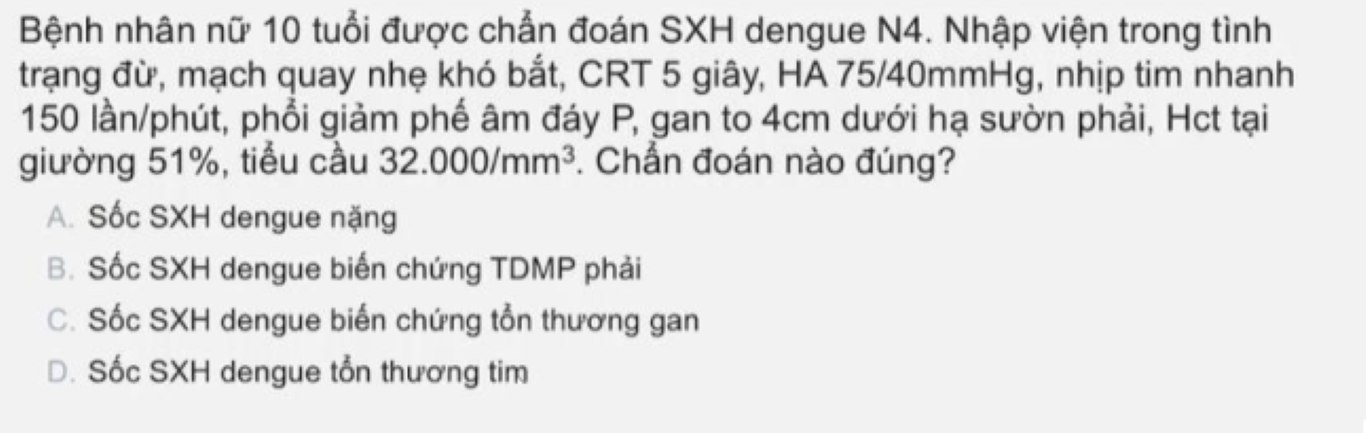 Bệnh nhân nữ 10 tuổi được chẩn đoán SXH dengue N4. Nhập viện trong tình
trạng đừ, mạch quay nhẹ khó bắt, CRT 5 giây, HA 75/40mmHg, nhịp tim nhanh
150 lần/phút, phổi giảm phế âm đáy P, gan to 4cm dưới hạ sườn phải, Hct tại
giường 51%, tiểu cầu 32.000/mm³. Chẩn đoán nào đúng?
A. Sốc SXH dengue nặng
B. Sốc SXH dengue biến chứng TDMP phải
C. Sốc SXH dengue biến chứng tổn thương gan
D. Sốc SXH dengue tổn thương tim